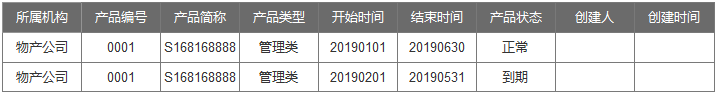 所属机构 产品编号 产品简称 产品类型 开始时间 结束时间 产品状态 创建人 创建时间
物产公司 0001 S168168888 管理类 20190101 20190630 正常
物产公司 0001 S168168888 管理类 20190201 20190531 到期